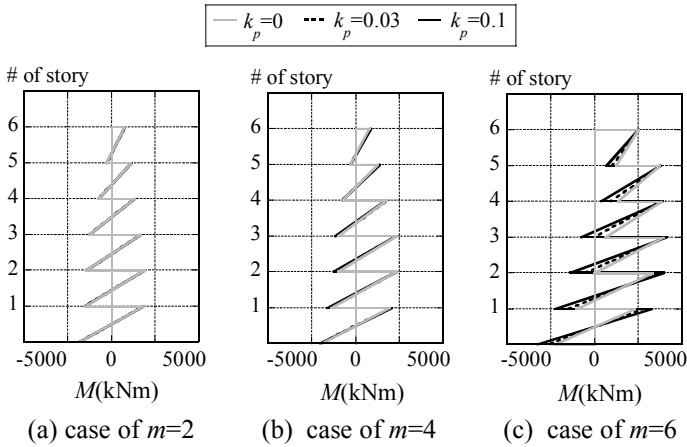 k_p=0 k_p=0.03 k_p=0.1
# of story # of story # of story
6 6 6
5 5 5
4 4 4
3 3 3
2 2 2
1 1 1
-5000 0 5000 -5000 0 5000 -5000 0 5000
M(kNm) M(kNm) M(kNm)
(a) case of m=2 (b) case of m=4 (c) case of m=6